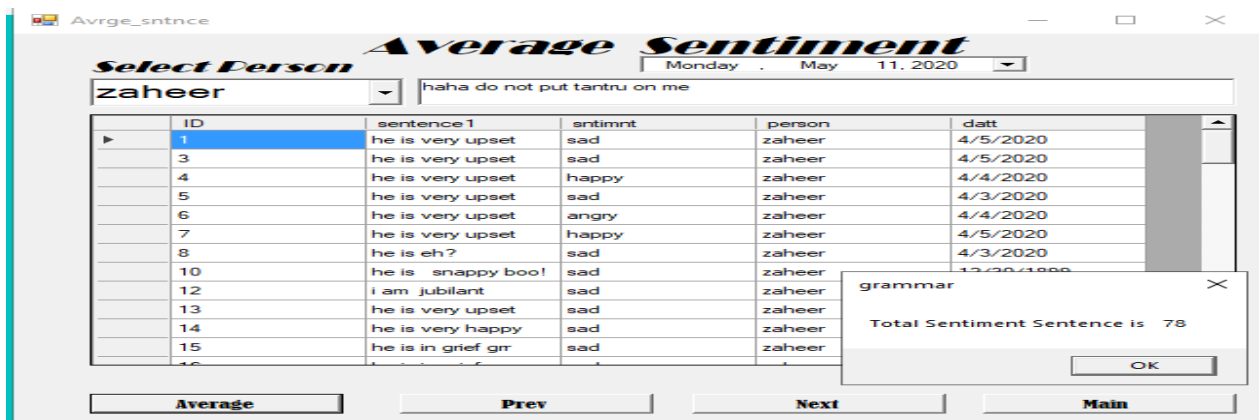 Avrge_sntnce
Average Sentiment
Select Person
Monday , May 11, 2020
zaheer
haha do not put tantru on me
ID sentence1 sntimnt person datt
1 he is very upset sad zaheer 4/5/2020
3 he is very upset sad zaheer 4/5/2020
4 he is very upset happy zaheer 4/4/2020
5 he is very upset sad zaheer 4/3/2020
6 he is very upset angry zaheer 4/4/2020
7 he is very upset happy zaheer 4/5/2020
8 he is eh? sad zaheer 4/3/2020
10 he is snappy boo! sad zaheer 12/30/1899
12 i am jubilant sad zaheer
13 he is very upset sad zaheer
14 he is very happy sad zaheer
15 he is in grief grr sad zaheer
grammar
Total Sentiment Sentence is 78
OK
Average Prev Next Main